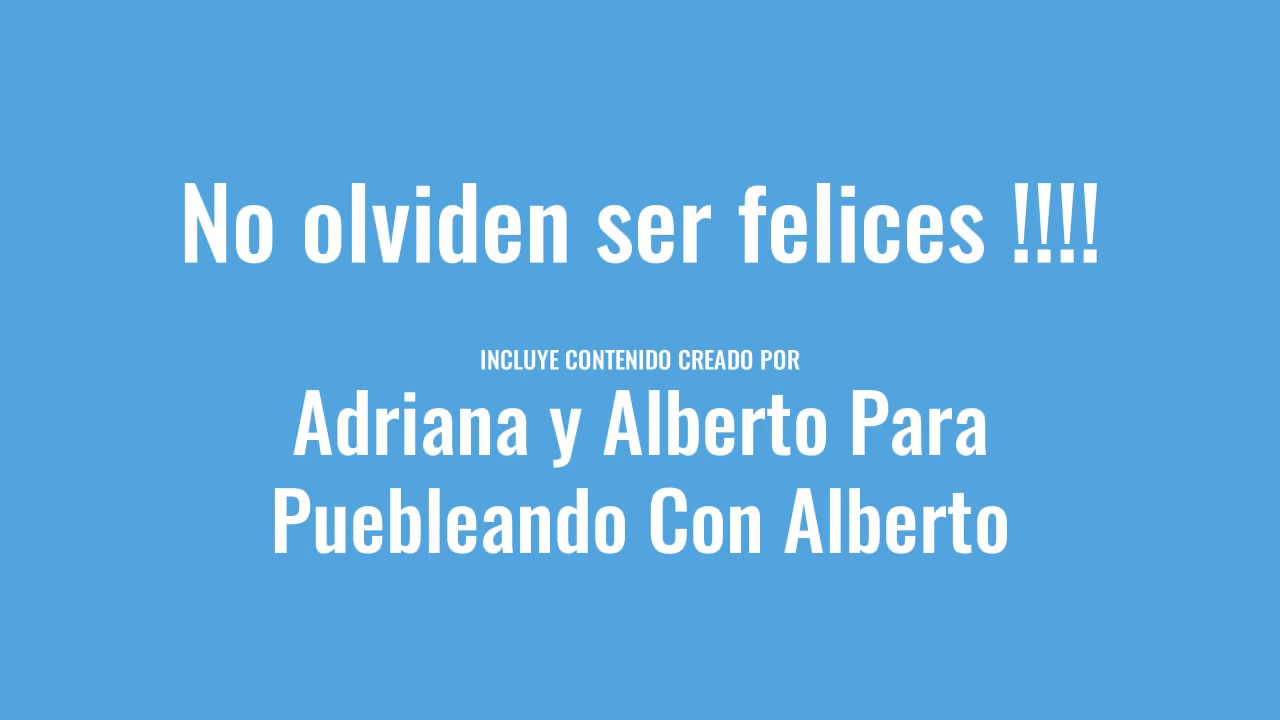 No olviden ser felices !!!!
INCLUYE CONTENIDO CREADO POR
Adriana y Alberto Para
Puebleando Con Alberto